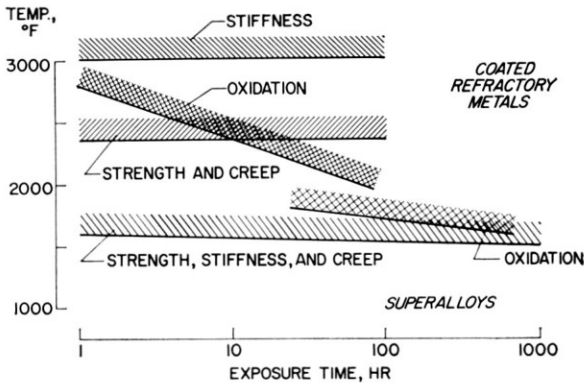 TEMP.,
°F
STIFFNESS
3000
COATED
REFRACTORY
METALS
OXIDATION
STRENGTH AND CREEP
2000
STRENGTH, STIFFNESS, AND CREEP
OXIDATION
SUPERALLOYS
1000
1 10 100 1000
EXPOSURE TIME, HR